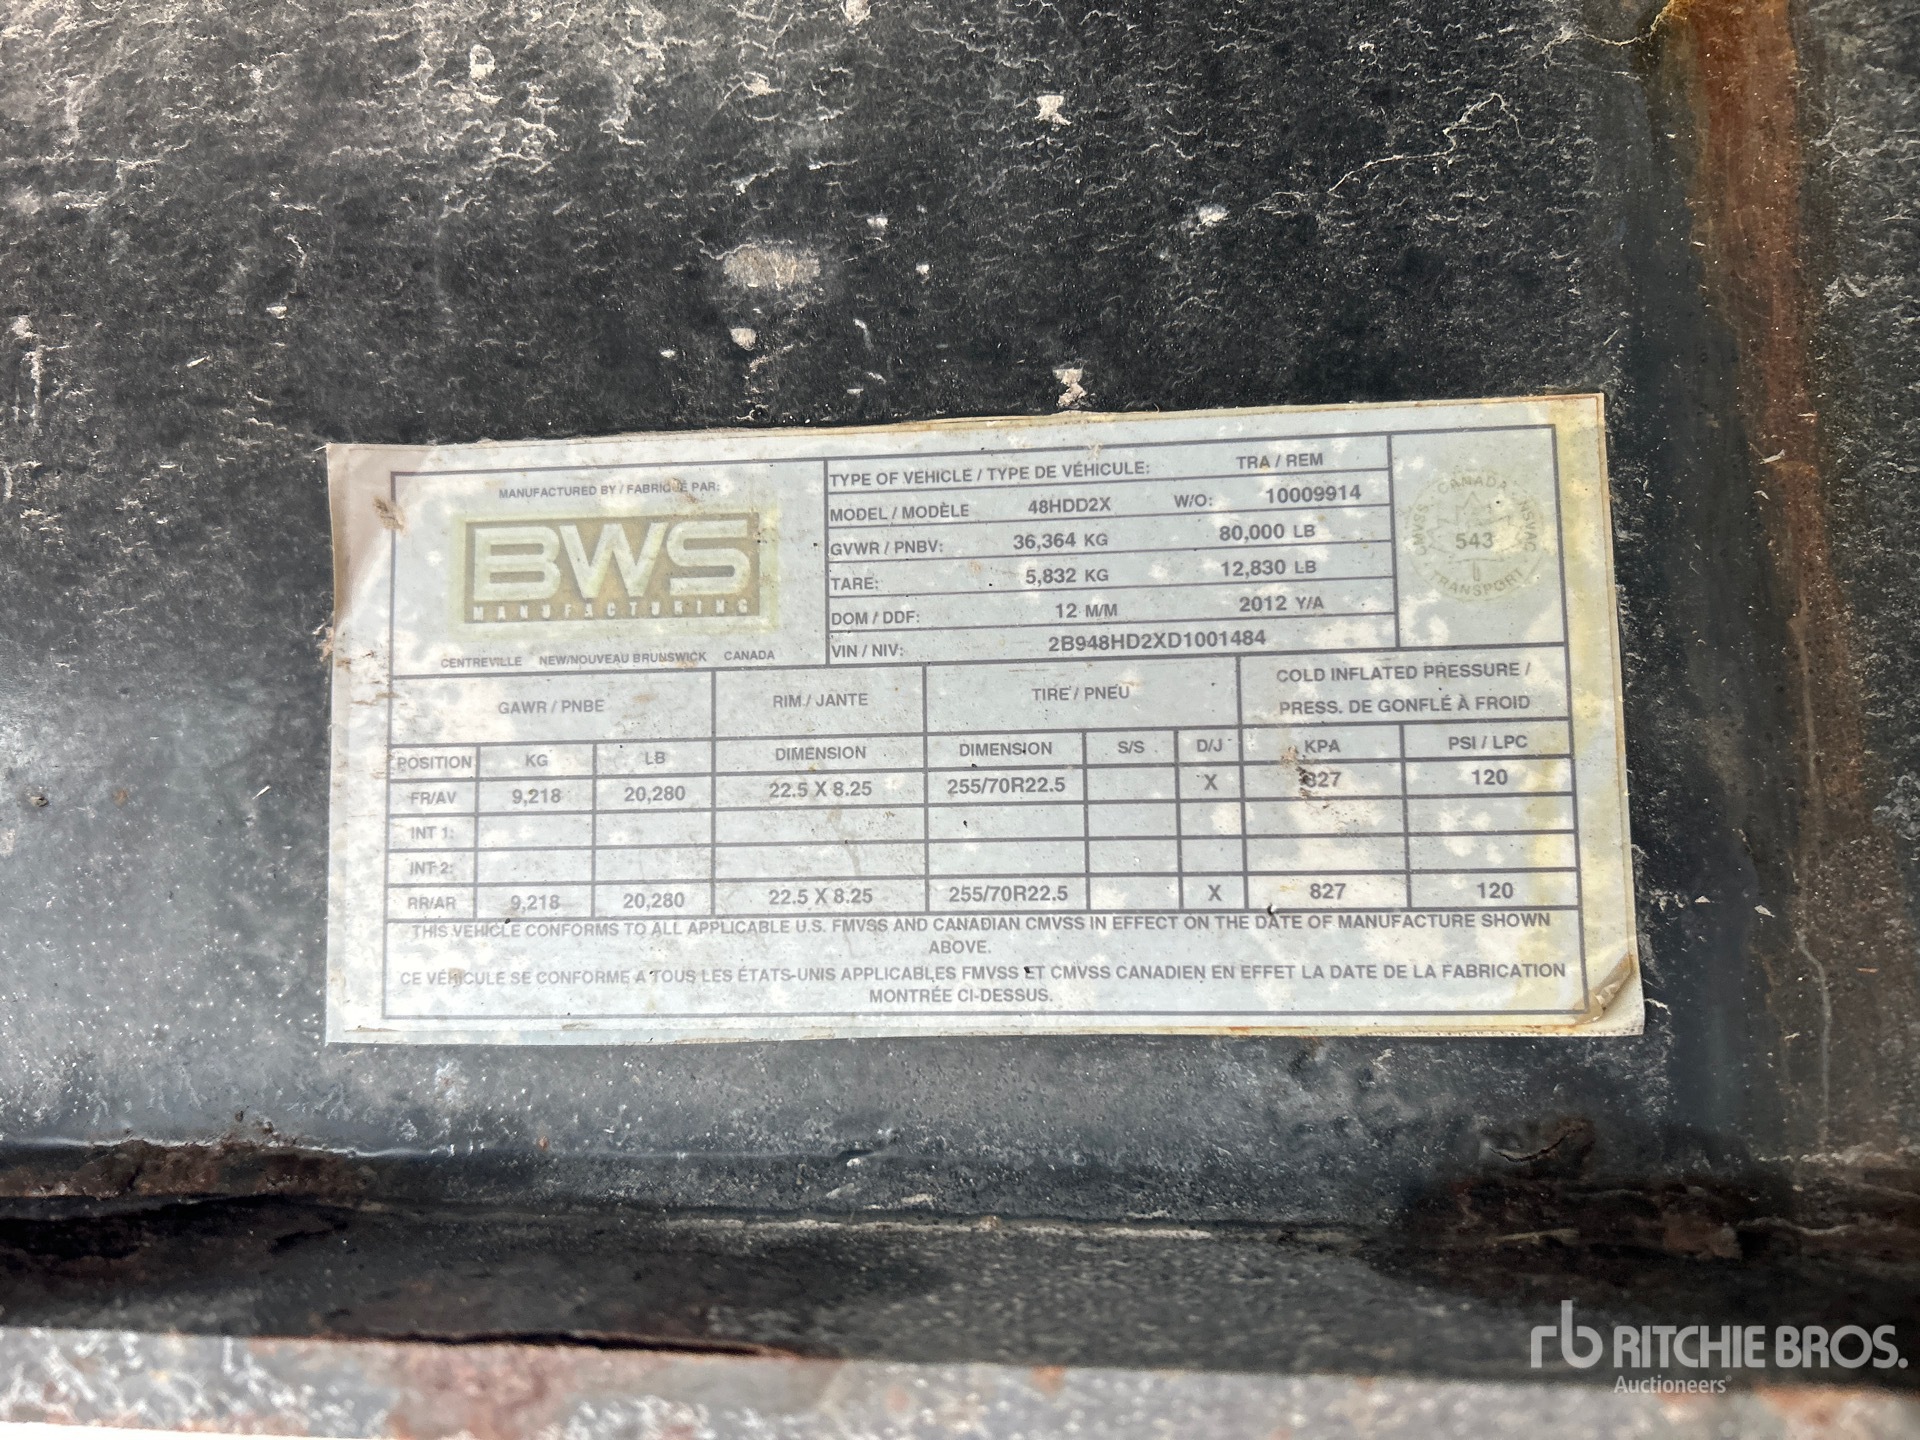 MANUFACTURED BY / FABRIQUÉ PAR:
BWS
MANUFACTURING
CENTREVILLE NEW/NOUVEAU BRUNSWICK CANADA
TYPE OF VEHICLE / TYPE DE VÉHICULE: TRA / REM
MODEL / MODÈLE 48HDD2X W/O: 10009914
GVWR / PNBV: 36,364 KG 80,000 LB
TARE: 5,832 KG 12,830 LB
DOM / DDF: 12 M/M 2012 Y/A
VIN / NIV: 2B948HD2XD1001484
CANADA
CMVSS 543 NSVAC
TRANSPORT
GAWR / PNBE RIM / JANTE TIRE / PNEU COLD INFLATED PRESSURE /
PRESS. DE GONFLÉ À FROID
POSITION KG LB DIMENSION DIMENSION S/S D/J KPA PSI / LPC
FR/AV 9,218 20,280 22.5 X 8.25 255/70R22.5 X 827 120
INT 1:
INT 2:
RR/AR 9,218 20,280 22.5 X 8.25 255/70R22.5 X 827 120
THIS VEHICLE CONFORMS TO ALL APPLICABLE U.S. FMVSS AND CANADIAN CMVSS IN EFFECT ON THE DATE OF MANUFACTURE SHOWN
ABOVE.
CE VÉHICULE SE CONFORME A TOUS LES ÉTATS-UNIS APPLICABLES FMVSS ET CMVSS CANADIEN EN EFFET LA DATE DE LA FABRICATION
MONTRÉE CI-DESSUS.
rb RITCHIE BROS.
Auctioneers